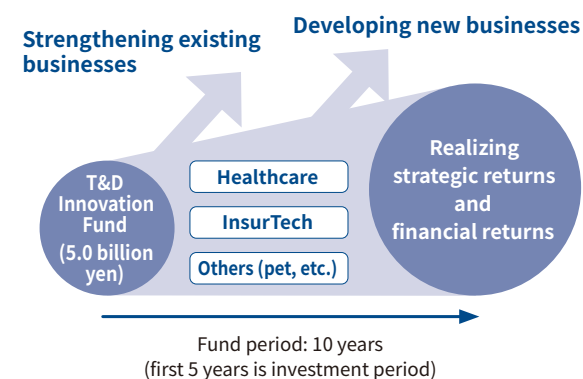 Strengthening existing
businesses
Developing new businesses
T&D
Innovation
Fund
(5.0 billion
yen)
Healthcare
InsurTech
Others (pet, etc.)
Realizing
strategic returns
and
financial returns
Fund period: 10 years
(first 5 years is investment period)